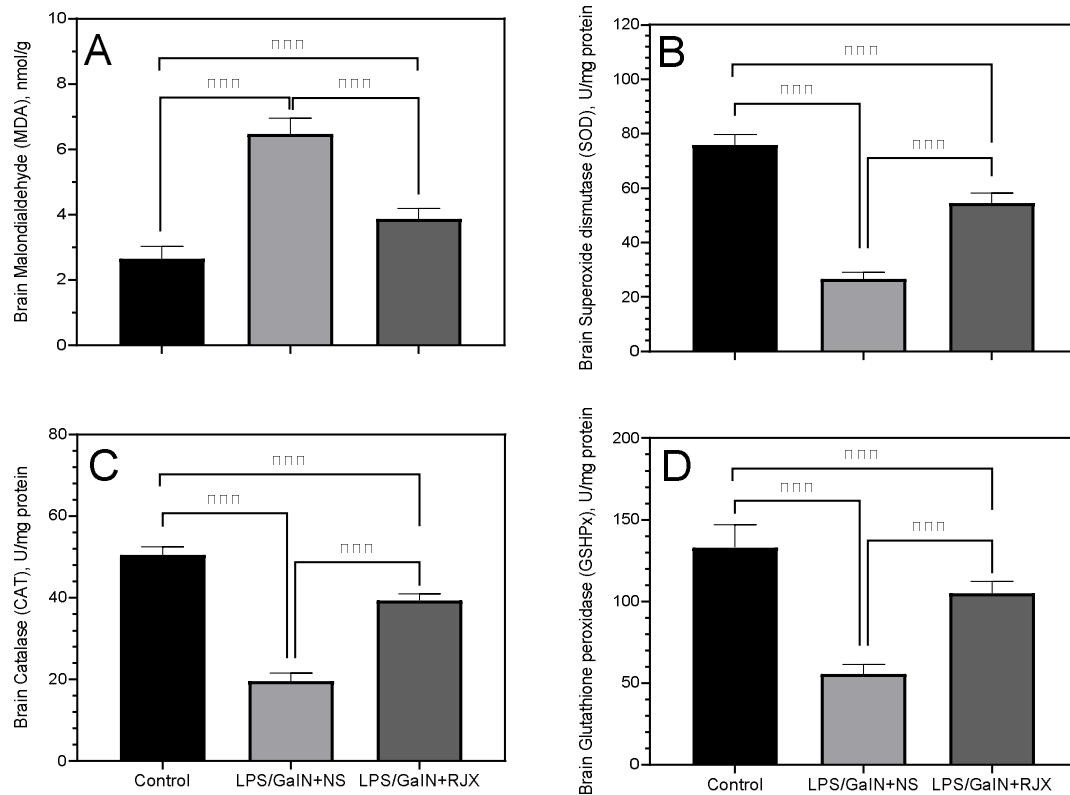 A
Brain Malondialdehyde (MDA), nmol/g
10
8
6
4
2
0
B
Brain Superoxide dismutase (SOD), U/mg protein
120
100
80
60
40
20
0
C
Brain Catalase (CAT), U/mg protein
80
60
40
20
0
Control
LPS/GalN+NS
LPS/GalN+RJX
D
Brain Glutathione peroxidase (GSHPx), U/mg protein
200
150
100
50
0
Control
LPS/GalN+NS
LPS/GalN+RJX